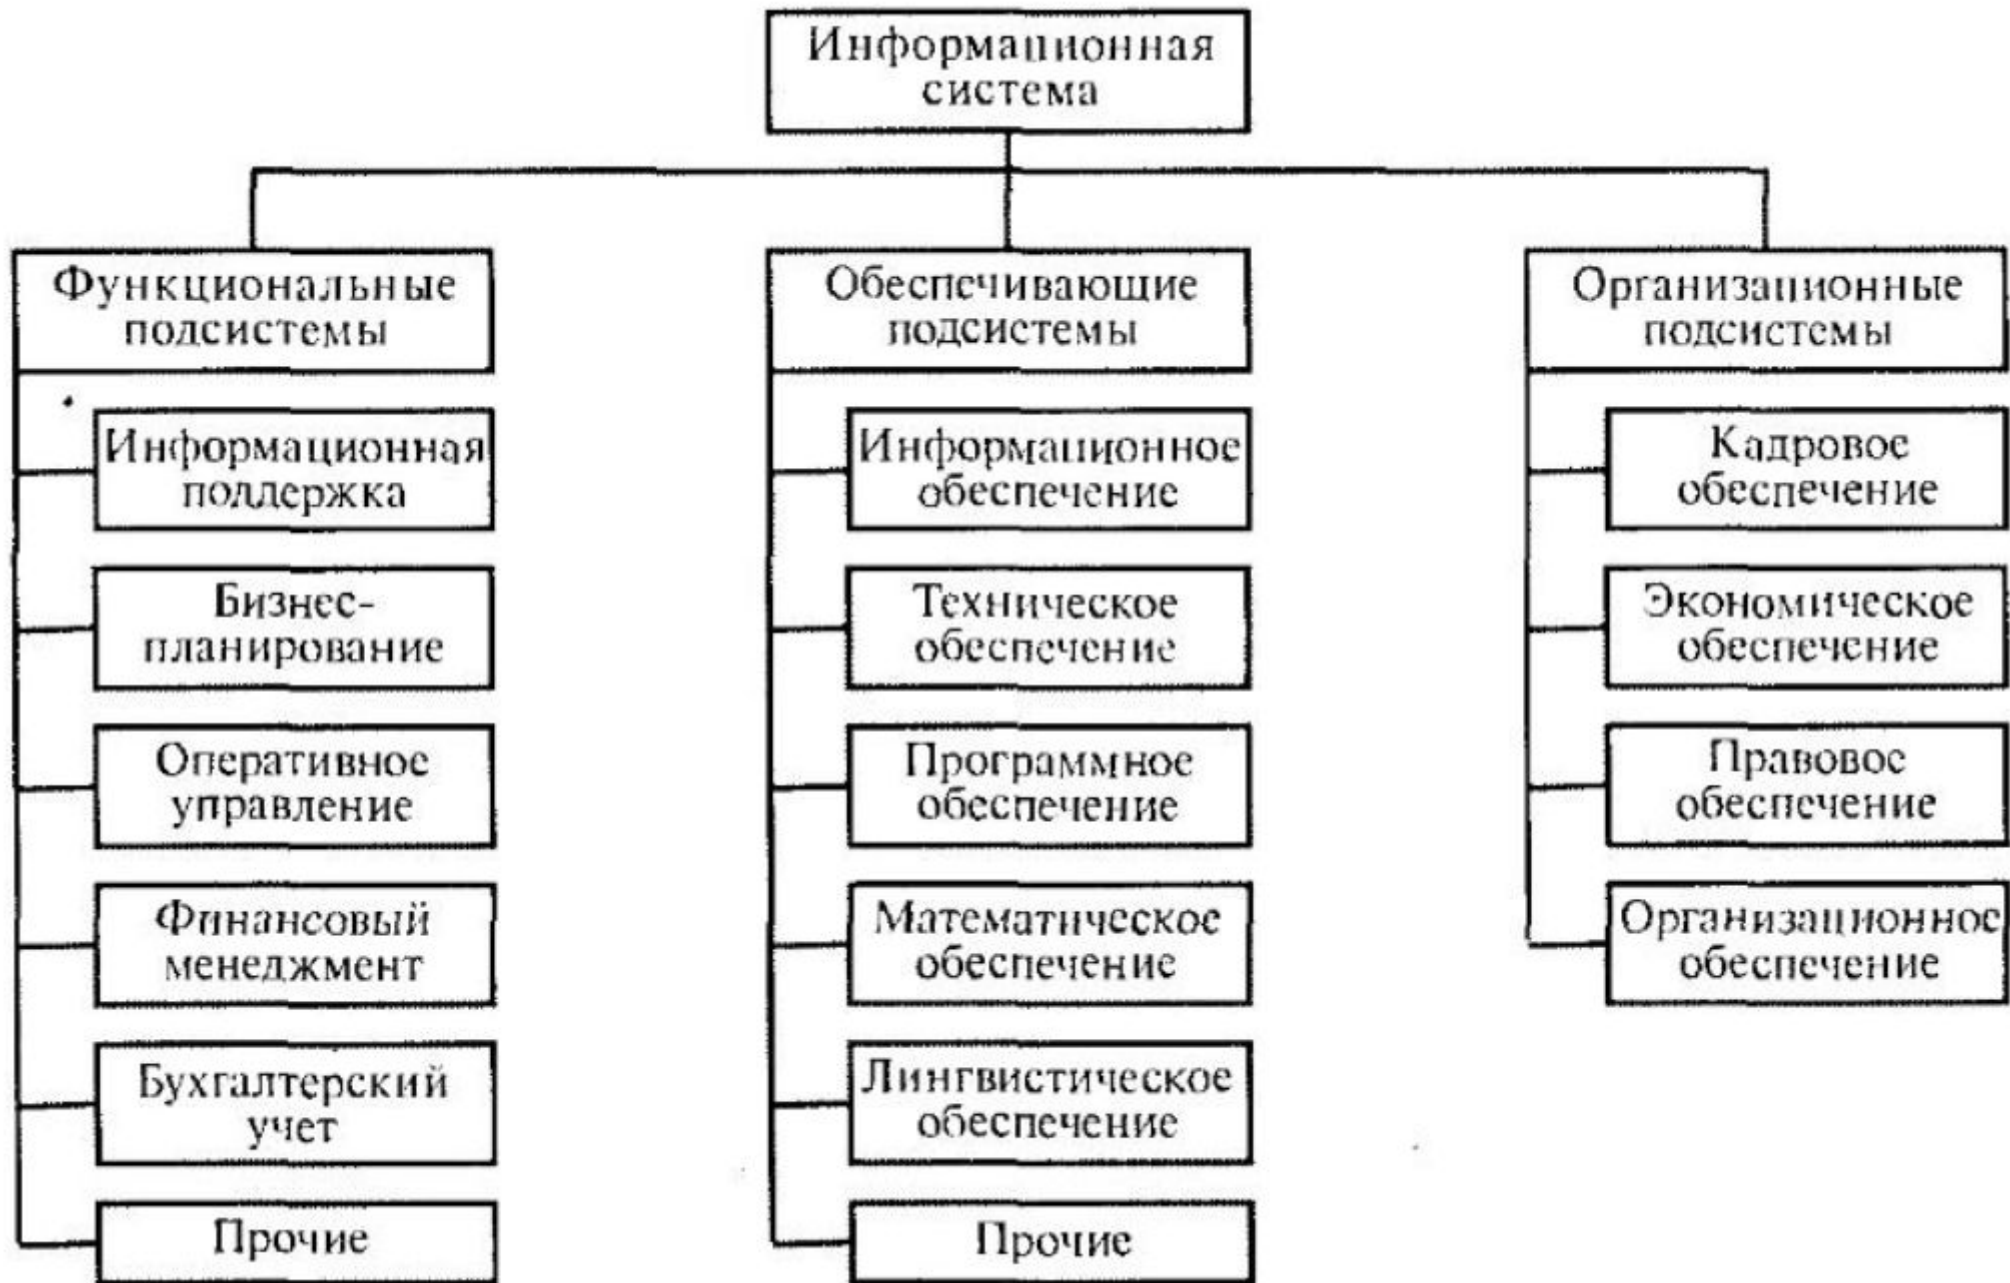 Информационная
система
Функциональные
подсистемы
Информационная
поддержка
Бизнес-
планирование
Оперативное
управление
Финансовый
менеджмент
Бухгалтерский
учет
Прочие
Обеспечивающие
подсистемы
Информационное
обеспечение
Техническое
обеспечение
Программное
обеспечение
Математическое
обеспечение
Лингвистическое
обеспечение
Прочие
Организационные
подсистемы
Кадровое
обеспечение
Экономическое
обеспечение
Правовое
обеспечение
Организационное
обеспечение